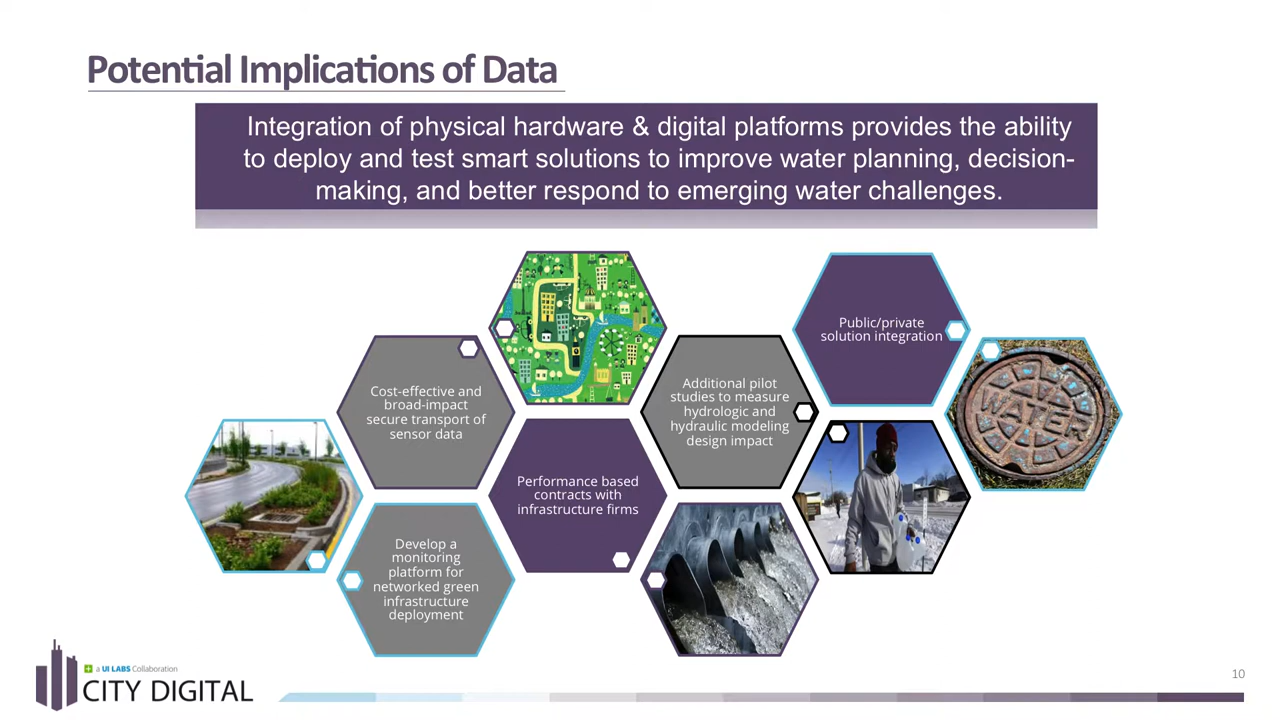 Potential Implications of Data
Integration of physical hardware & digital platforms provides the ability
to deploy and test smart solutions to improve water planning, decision-
making, and better respond to emerging water challenges.
Public/private
solution integration
Cost-effective and
broad-impact
secure transport of
sensor data
Additional pilot
studies to measure
hydrologic and
hydraulic modeling
design impact
WATER
Performance based
contracts with
infrastructure firms
Develop a
monitoring
platform for
networked green
infrastructure
deployment
a UI LABS Collaboration
CITY DIGITAL
10